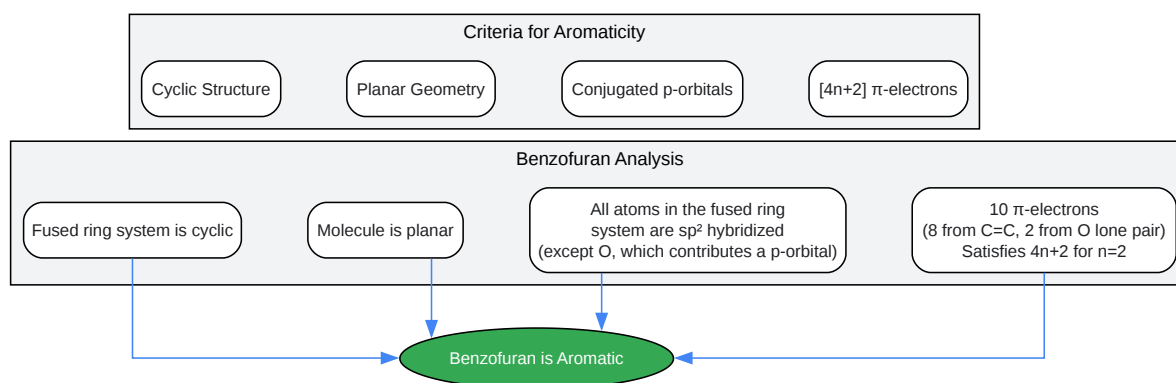 Criteria for Aromaticity
Cyclic Structure
Planar Geometry
Conjugated p-orbitals
[4n+2] π-electrons
Benzofuran Analysis
Fused ring system is cyclic
Molecule is planar
All atoms in the fused ring
system are sp² hybridized
(except O, which contributes a p-orbital)
10 π-electrons
(8 from C=C, 2 from O lone pair)
Satisfies 4n+2 for n=2
Benzofuran is Aromatic